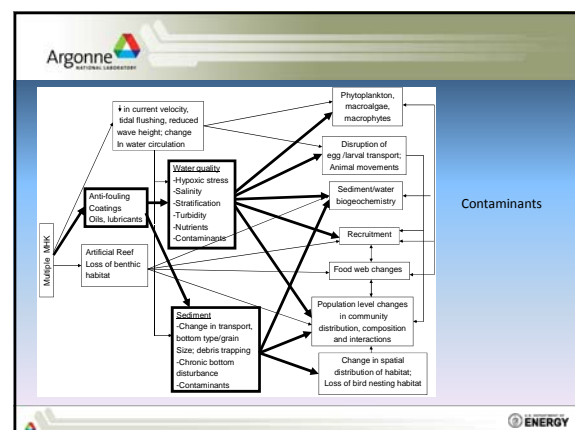 Argonne
NATIONAL LABORATORY
Multiple MHK
↓ in current velocity,
tidal flushing, reduced
wave height; change
In water circulation
Anti-fouling
Coatings
Oils, lubricants
Artificial Reef
Loss of benthic
habitat
Water quality
-Hypoxic stress
-Salinity
-Stratification
-Turbidity
-Nutrients
-Contaminants
Sediment
-Change in transport,
bottom type/grain
Size; debris trapping
-Chronic bottom
disturbance
-Contaminants
Phytoplankton,
macroalgae,
macrophytes
Disruption of
egg /larval transport;
Animal movements
Sediment/water
biogeochemistry
Recruitment
Food web changes
Population level changes
in community
distribution, composition
and interactions
Change in spatial
distribution of habitat;
Loss of bird nesting habitat
Contaminants
U.S. DEPARTMENT OF
ENERGY